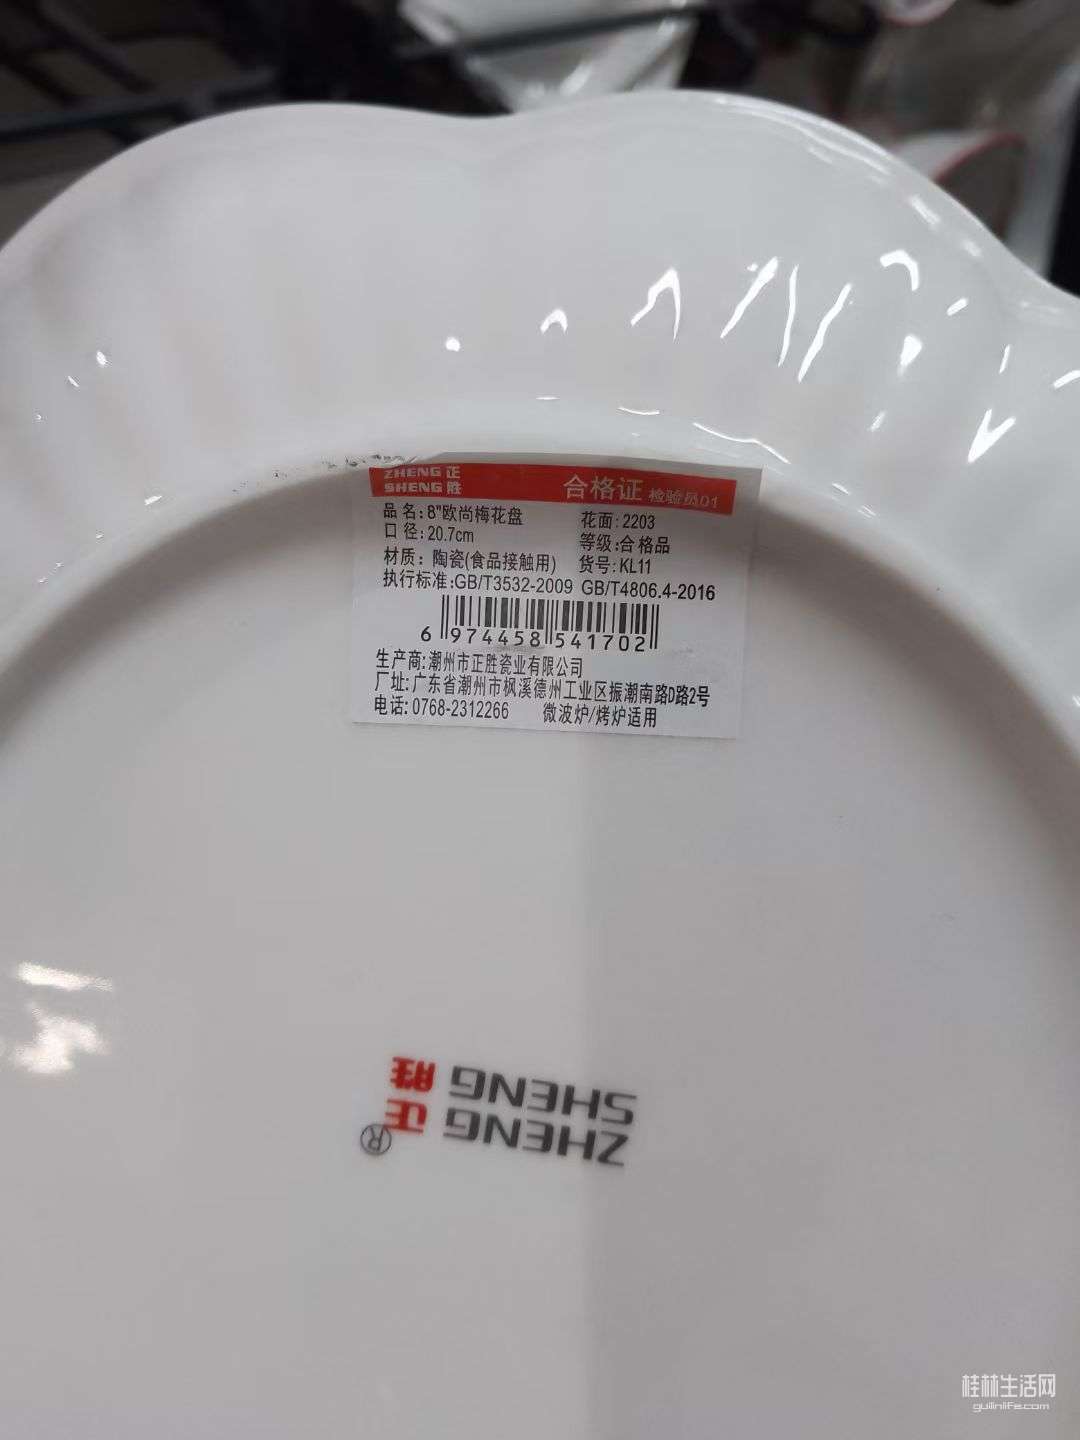 ZHENG 正
SHENG 胜
合格证 检验员01
品名:8"欧尚梅花盘
花面:2203
口径:20.7cm
等级:合格品
材质:陶瓷(食品接触用)
货号:KL11
执行标准:GB/T3532-2009 GB/T4806.4-2016
6 974458 541702
生产商:潮州市正胜瓷业有限公司
厂址:广东省潮州市枫溪德州工业区振潮南路D路2号
电话:0768-2312266 微波炉/烤炉适用
ZHENG 正®
SHENG 胜
桂林生活网
guilinlife.com